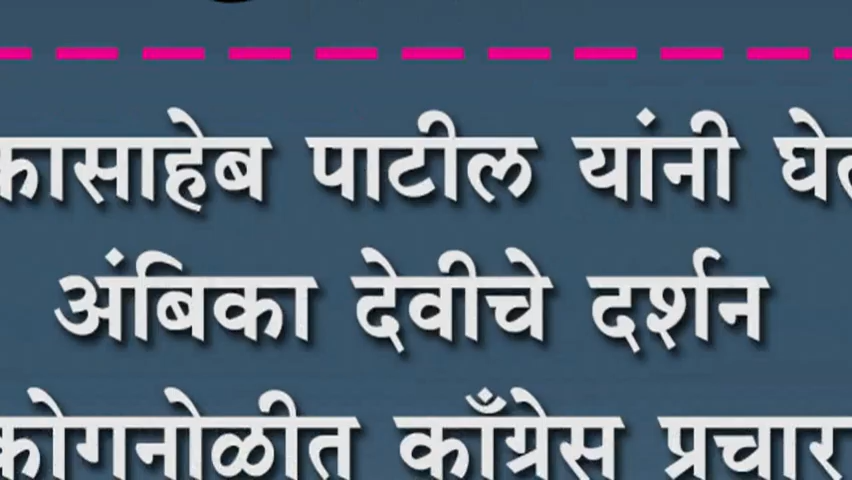 पाटील यांनी
अंबिका देवीचे दर्शन
कोगनोळीत काँग्रेस प्रचार